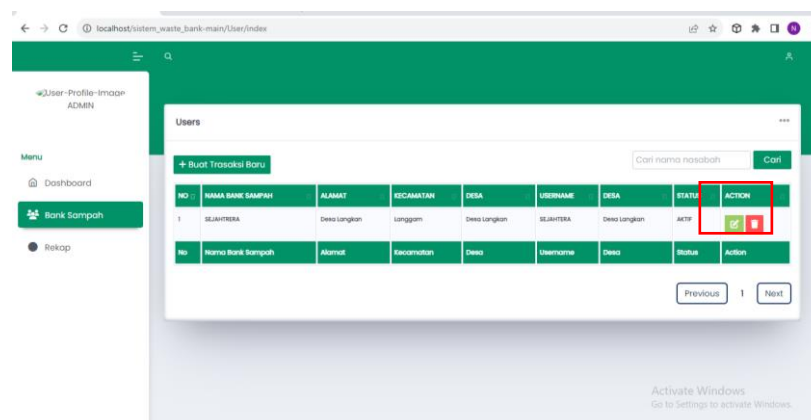 localhost/sistem_waste_bank-main/User/index
N
User-Profile-Image
ADMIN
Menu
Dashboard
Bank Sampah
Rekap
Users
+ Buat Trasaksi Baru
Cari nama nasabah
Cari
NO NAMA BANK SAMPAH ALAMAT KECAMATAN DESA USERNAME DESA STATUS ACTION
1 SEJAHTRERA Desa Langkan Langgam Desa Langkan SEJAHTERA Desa Langkan AKTIF
No Nama Bank Sampah Alamat Kecamatan Desa Username Desa Status Action
Previous 1 Next
Activate Windows
Go to Settings to activate Windows.